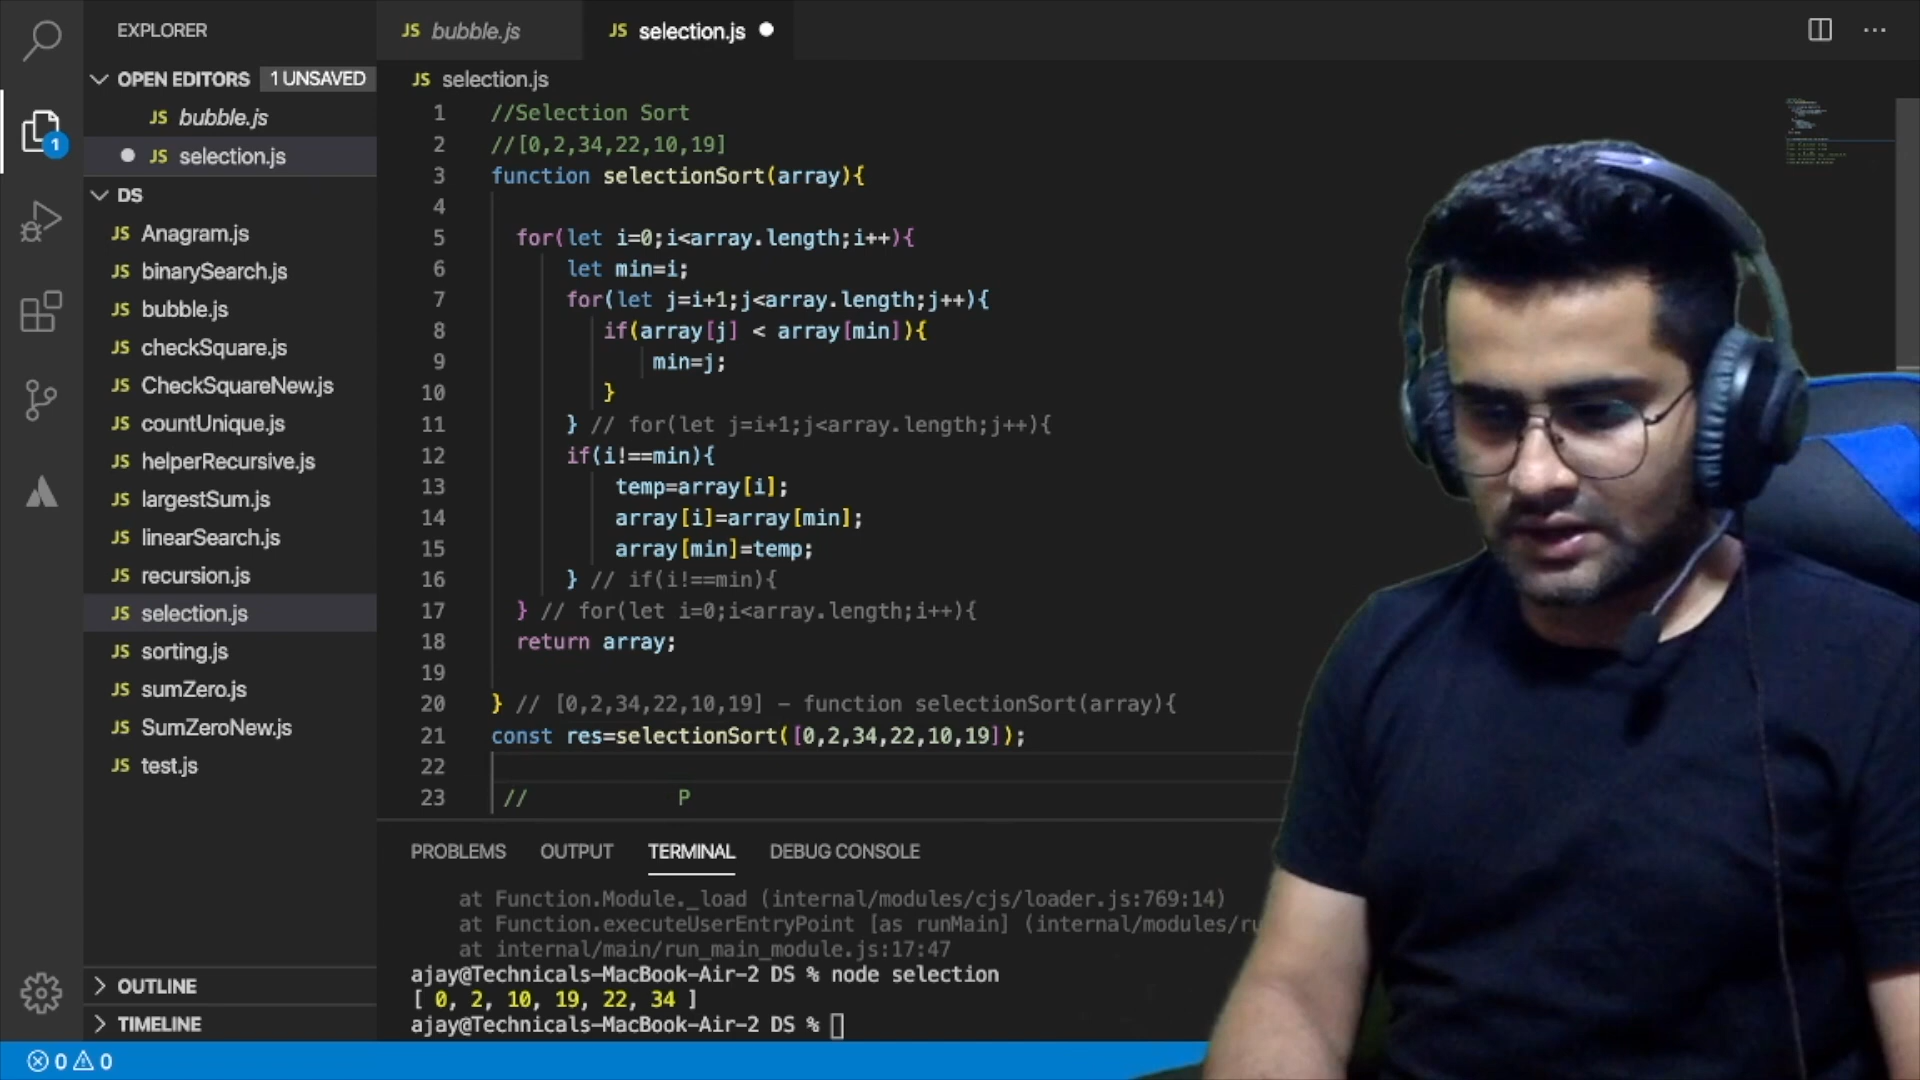 EXPLORER
OPEN EDITORS 1 UNSAVED
JS bubble.js
JS selection.js
DS
JS Anagram.js
JS binarySearch.js
JS bubble.js
JS checkSquare.js
JS CheckSquareNew.js
JS countUnique.js
JS helperRecursive.js
JS largestSum.js
JS linearSearch.js
JS recursion.js
JS selection.js
JS sorting.js
JS sumZero.js
JS SumZeroNew.js
JS test.js
OUTLINE
TIMELINE
1
JS bubble.js JS selection.js
JS selection.js
1 //Selection Sort
2 //[0,2,34,22,10,19]
3 function selectionSort(array){
4
5 for(let i=0;i<array.length;i++){
6 let min=i;
7 for(let j=i+1;j<array.length;j++){
8 if(array[j] < array[min]){
9 min=j;
10 }
11 } // for(let j=i+1;j<array.length;j++){
12 if(i!==min){
13 temp=array[i];
14 array[i]=array[min];
15 array[min]=temp;
16 } // if(i!==min){
17 } // for(let i=0;i<array.length;i++){
18 return array;
19
20 } // [0,2,34,22,10,19] – function selectionSort(array){
21 const res=selectionSort([0,2,34,22,10,19]);
22
23 // P
PROBLEMS OUTPUT TERMINAL DEBUG CONSOLE
at Function.Module._load (internal/modules/cjs/loader.js:769:14)
at Function.executeUserEntryPoint [as runMain] (internal/modules/ru
at internal/main/run_main_module.js:17:47
ajay@Technicals-MacBook-Air-2 DS % node selection
[ 0, 2, 10, 19, 22, 34 ]
ajay@Technicals-MacBook-Air-2 DS %
0 0